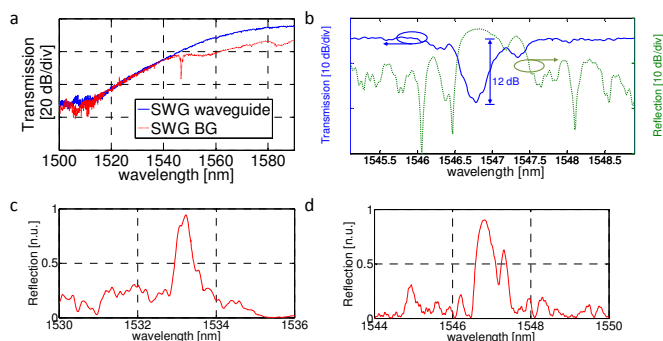 a
Transmission
[20 dB/div]
SWG waveguide
SWG BG
1500 1520 1540 1560 1580
wavelength [nm]
b
Transmission [10 dB/div]
12 dB
Reflection [10 dB/div]
1545.5 1546 1546.5 1547 1547.5 1548 1548.5
wavelength [nm]
c
Reflection [n.u.]
1
0.5
0
1530 1532 1534 1536
wavelength [nm]
d
Reflection [n.u.]
1
0.5
0
1544 1546 1548 1550
wavelength [nm]